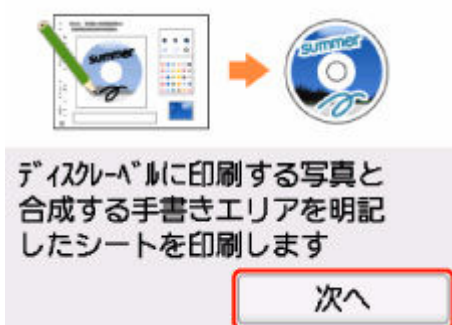 summer
summer
ﾃﾞｨｽｸﾚｰﾍﾞﾙに印刷する写真と
合成する手書きエリアを明記
したシートを印刷します
次へ